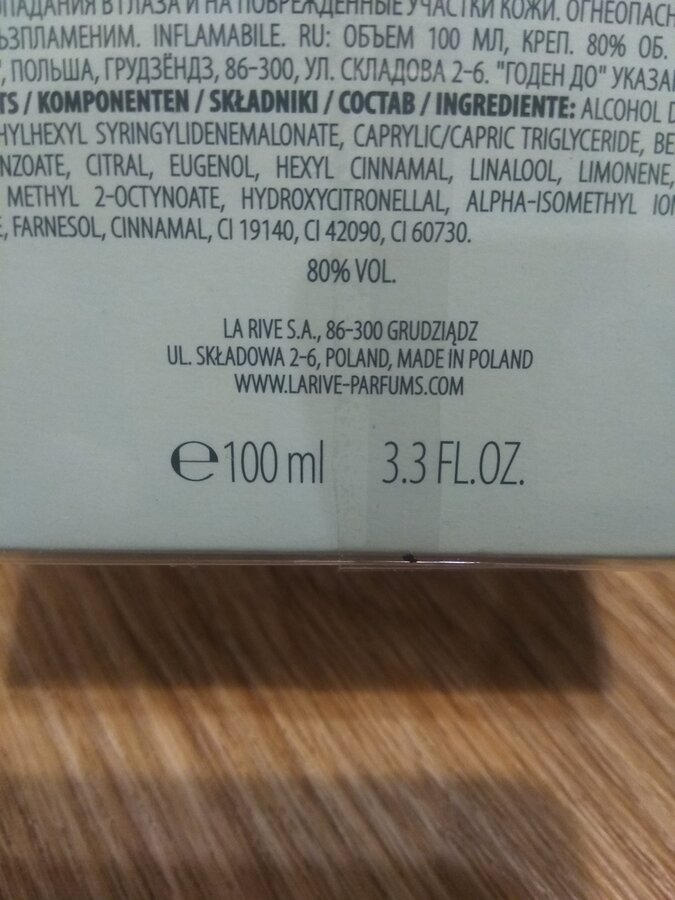 ПАДАНИЯ В ГЛАЗА И НА ПОВРЕЖДЕННЫЕ УЧАСТКИ КОЖИ. ОГНЕОПАСН
ЪЗПЛАМЕНИМ. INFLAMABILE. RU: ОБЪЕМ 100 МЛ, КРЕП. 80% ОБ.
", ПОЛЬША, ГРУДЗЁНДЗ, 86-300, УЛ. СКЛАДОВА 2-6. "ГОДЕН ДО" УКАЗА
TS / KOMPONENTEN / SKŁADNIKI / СОСТАВ / INGREDIENTE: ALCOHOL D
HYLHEXYL SYRINGYLIDENEMALONATE, CAPRYLIC/CAPRIC TRIGLYCERIDE, BE
NZOATE, CITRAL, EUGENOL, HEXYL CINNAMAL, LINALOOL, LIMONENE,
METHYL 2-OCTYNOATE, HYDROXYCITRONELLAL, ALPHA-ISOMETHYL ION
E, FARNESOL, CINNAMAL, CI 19140, CI 42090, CI 60730.
80% VOL.
LA RIVE S.A., 86-300 GRUDZIĄDZ
UL. SKŁADOWA 2-6, POLAND, MADE IN POLAND
WWW.LARIVE-PARFUMS.COM
℮100 ml 3.3 FL.OZ.